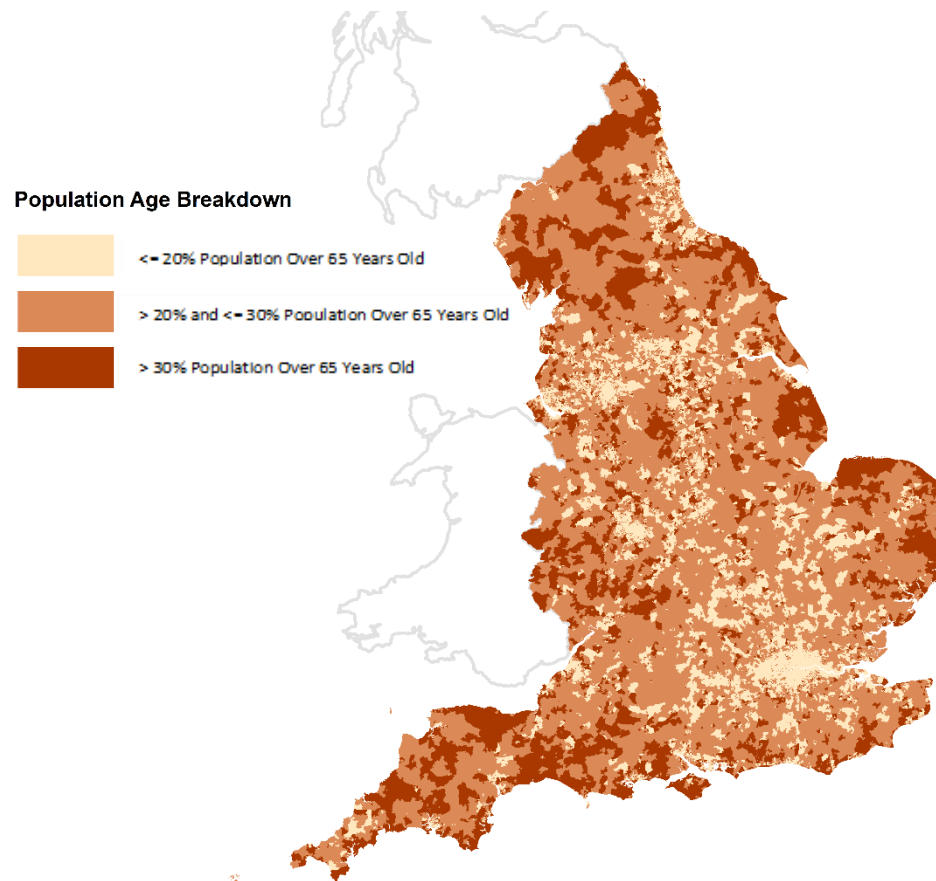 Population Age Breakdown
<= 20% Population Over 65 Years Old
> 20% and <= 30% Population Over 65 Years Old
> 30% Population Over 65 Years Old